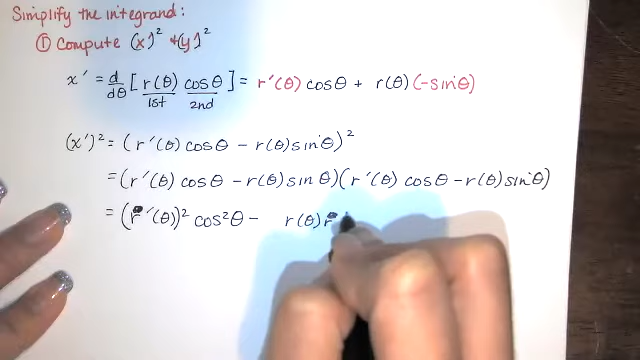 Simplify the integrand:
① Compute (x)² & (y)²
x' = d/dθ [r(θ) cosθ] = r'(θ) cosθ + r(θ)(-sinθ)
1st 2nd
(x')² = (r'(θ) cosθ - r(θ) sinθ)²
= (r'(θ) cosθ - r(θ) sinθ)(r'(θ) cosθ - r(θ) sinθ)
= (r'(θ))² cos²θ - r(θ) r